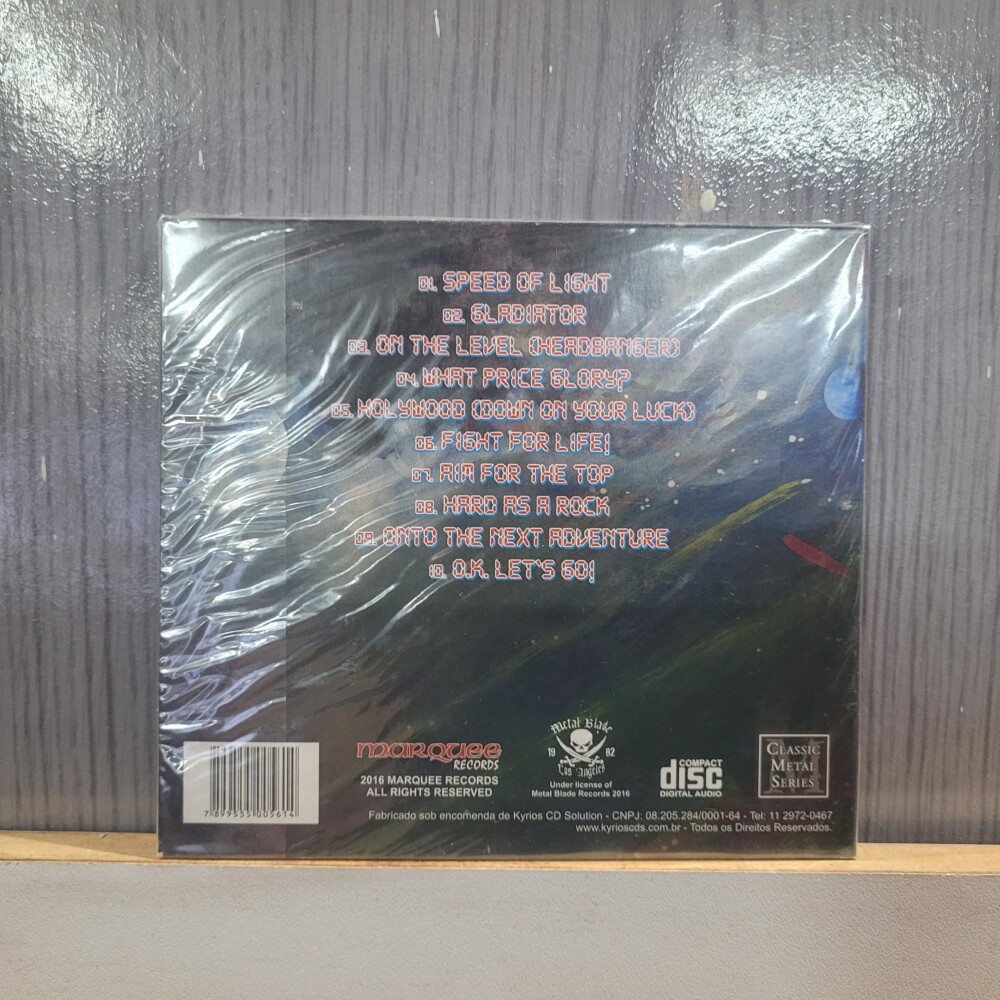 01. SPEED OF LIGHT
02. GLADIATOR
03. ON THE LEVEL (HEADBANGER)
04. WHAT PRICE GLORY?
05. HOLYWOOD (DOWN ON YOUR LUCK)
06. FIGHT FOR LIFE!
07. AIM FOR THE TOP
08. HARD AS A ROCK
09. ONTO THE NEXT ADVENTURE
10. O.K. LET'S GO!
MARQUEE
RECORDS
2016 MARQUEE RECORDS
ALL RIGHTS RESERVED
Metal Blade
19 82
Los Angeles
Under license of
Metal Blade Records 2016
COMPACT
disc
DIGITAL AUDIO
CLASSIC
METAL
SERIES
7 899555 005614
Fabricado sob encomenda de Kyrios CD Solution - CNPJ: 08.205.284/0001-64 - Tel: 11 2972-0467
www.kyrioscds.com.br - Todos os Direitos Reservados.